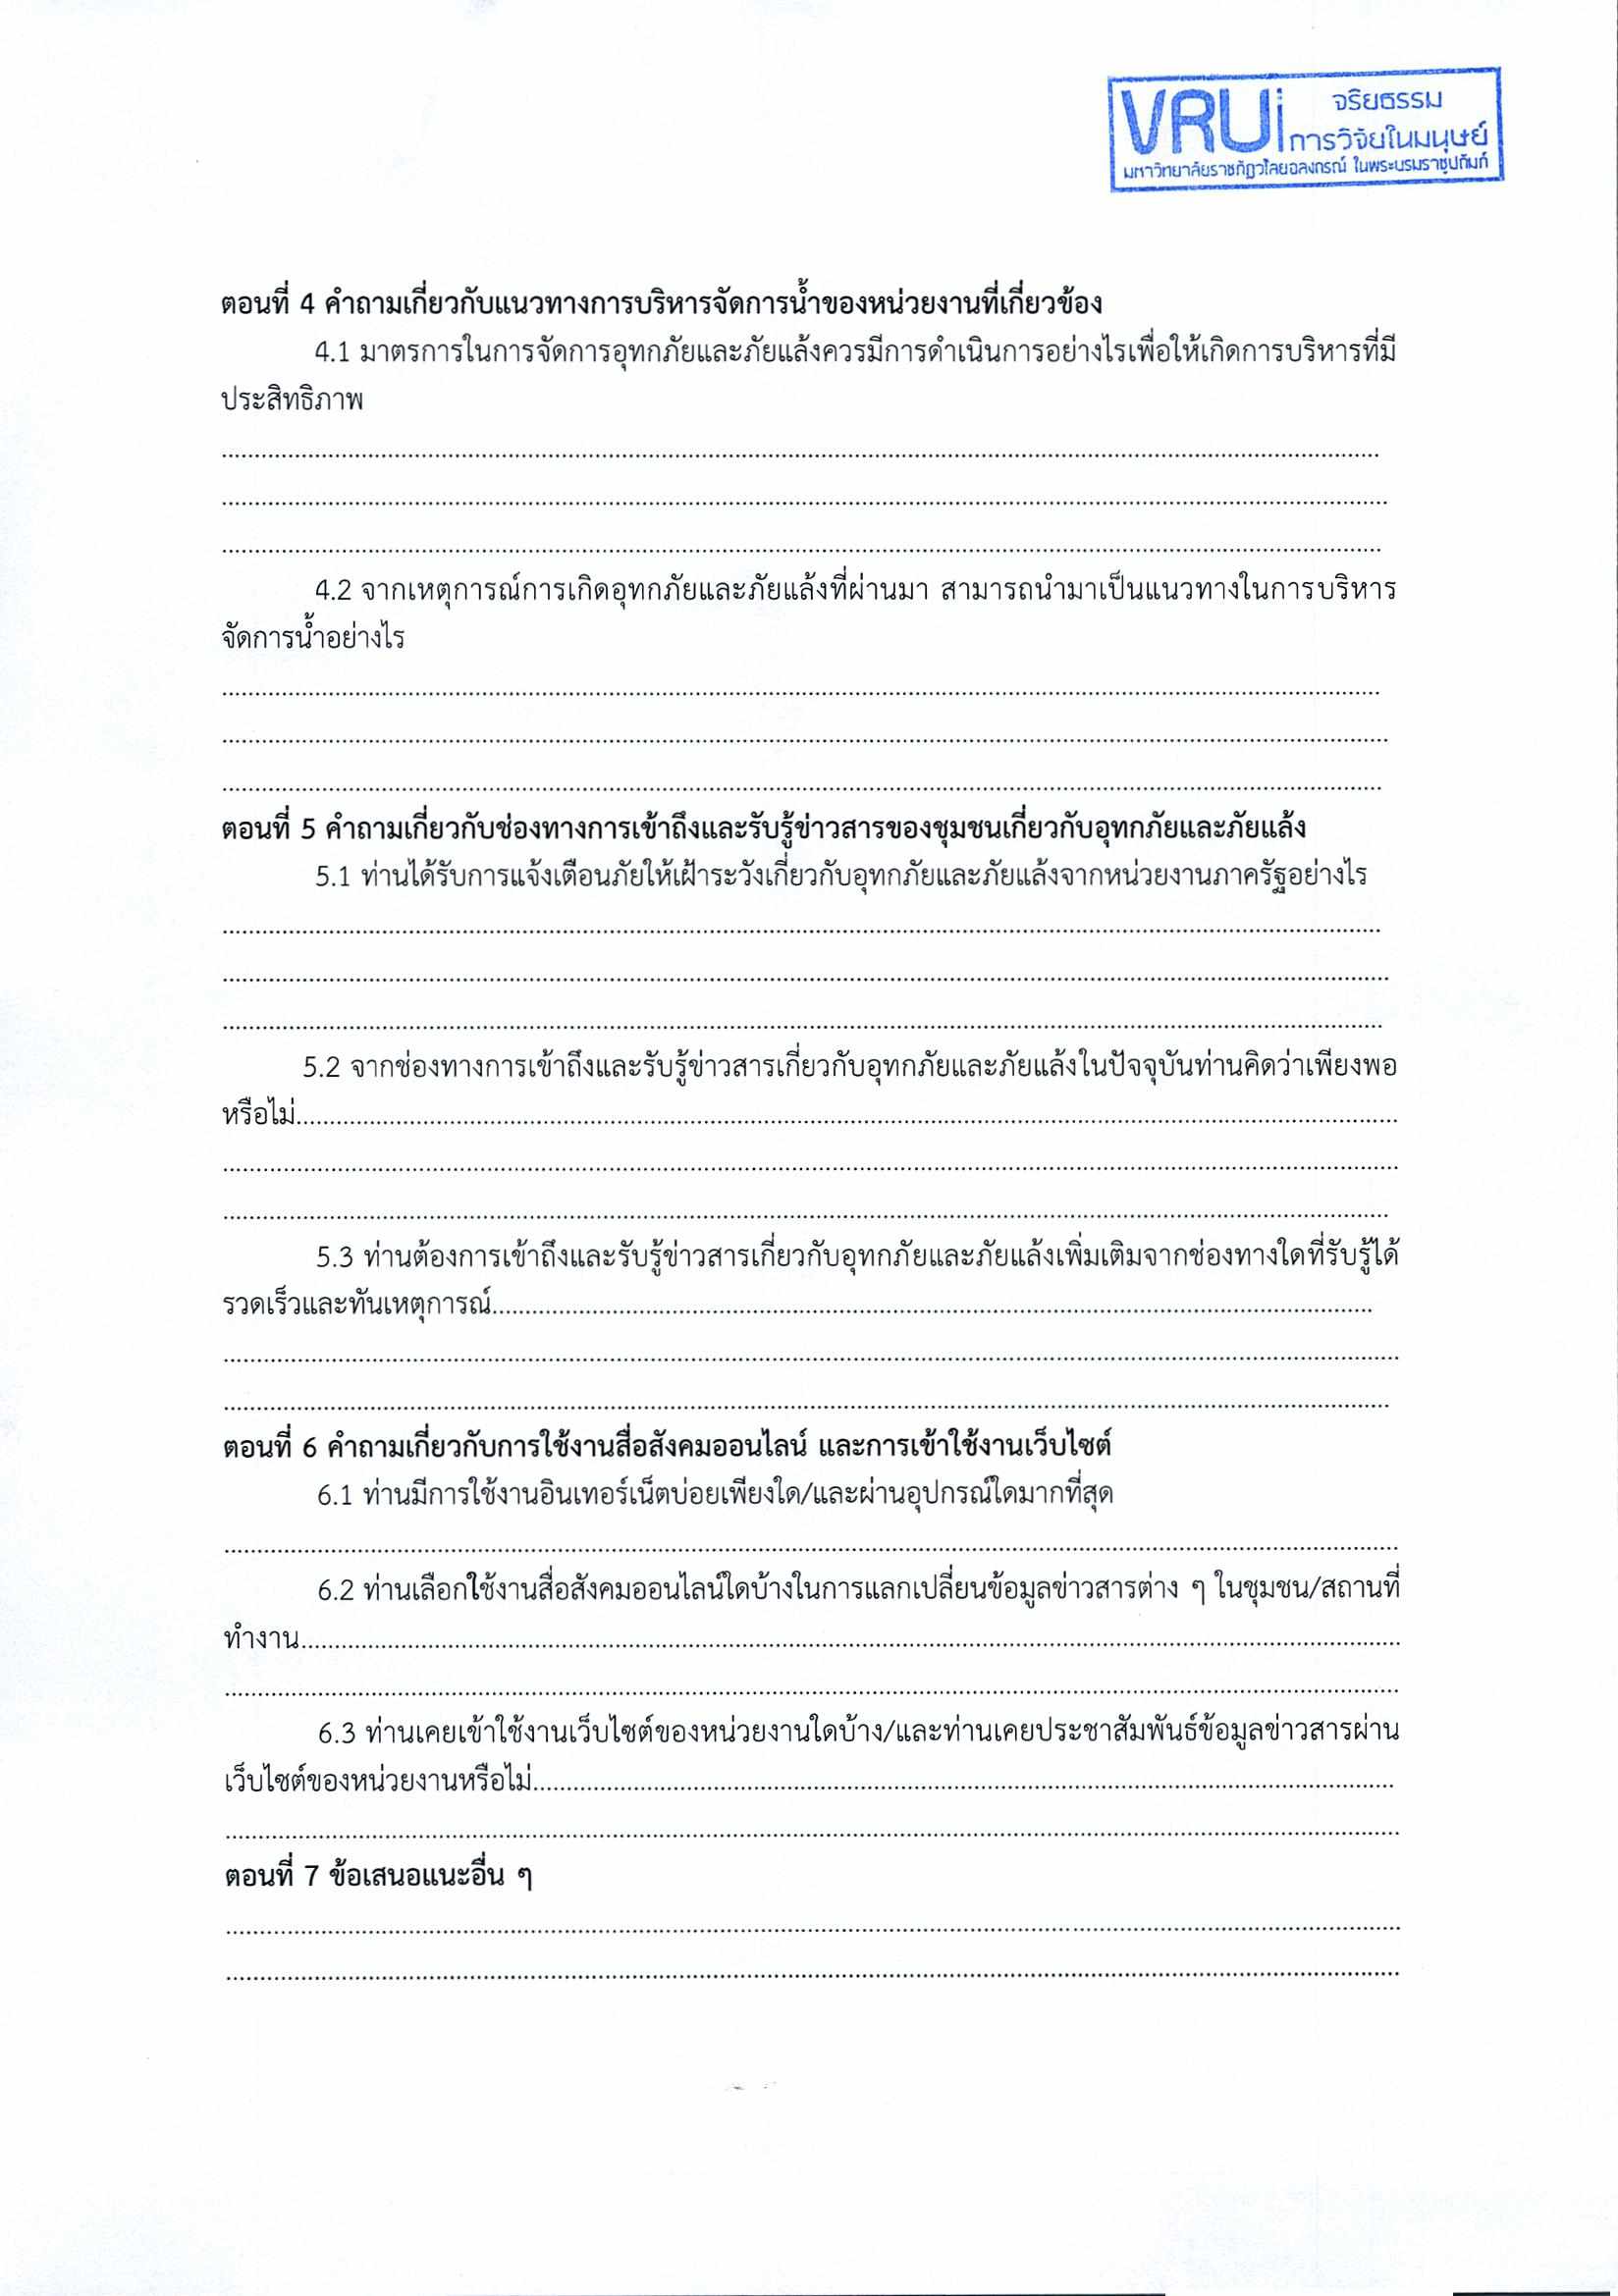 VRUi จริยธรรม
การวิจัยในมนุษย์
มหาวิทยาลัยราชภัฏวไลยอลงกรณ์ ในพระบรมราชูปถัมภ์
ตอนที่ 4 คำถามเกี่ยวกับแนวทางการบริหารจัดการน้ำของหน่วยงานที่เกี่ยวข้อง
4.1 มาตรการในการจัดการอุทกภัยและภัยแล้งควรมีการดำเนินการอย่างไรเพื่อให้เกิดการบริหารที่มี
ประสิทธิภาพ
4.2 จากเหตุการณ์การเกิดอุทกภัยและภัยแล้งที่ผ่านมา สามารถนำมาเป็นแนวทางในการบริหาร
จัดการน้ำอย่างไร
ตอนที่ 5 คำถามเกี่ยวกับช่องทางการเข้าถึงและรับรู้ข่าวสารของชุมชนเกี่ยวกับอุทกภัยและภัยแล้ง
5.1 ท่านได้รับการแจ้งเตือนภัยให้เฝ้าระวังเกี่ยวกับอุทกภัยและภัยแล้งจากหน่วยงานภาครัฐอย่างไร
5.2 จากช่องทางการเข้าถึงและรับรู้ข่าวสารเกี่ยวกับอุทกภัยและภัยแล้งในปัจจุบันท่านคิดว่าเพียงพอ
หรือไม่
5.3 ท่านต้องการเข้าถึงและรับรู้ข่าวสารเกี่ยวกับอุทกภัยและภัยแล้งเพิ่มเติมจากช่องทางใดที่รับรู้ได้
รวดเร็วและทันเหตุการณ์
ตอนที่ 6 คำถามเกี่ยวกับการใช้งานสื่อสังคมออนไลน์ และการเข้าใช้งานเว็บไซต์
6.1 ท่านมีการใช้งานอินเทอร์เน็ตบ่อยเพียงใด/และผ่านอุปกรณ์ใดมากที่สุด
6.2 ท่านเลือกใช้งานสื่อสังคมออนไลน์ใดบ้างในการแลกเปลี่ยนข้อมูลข่าวสารต่าง ๆ ในชุมชน/สถานที่
ทำงาน
6.3 ท่านเคยเข้าใช้งานเว็บไซต์ของหน่วยงานใดบ้าง/และท่านเคยประชาสัมพันธ์ข้อมูลข่าวสารผ่าน
เว็บไซต์ของหน่วยงานหรือไม่
ตอนที่ 7 ข้อเสนอแนะอื่น ๆ